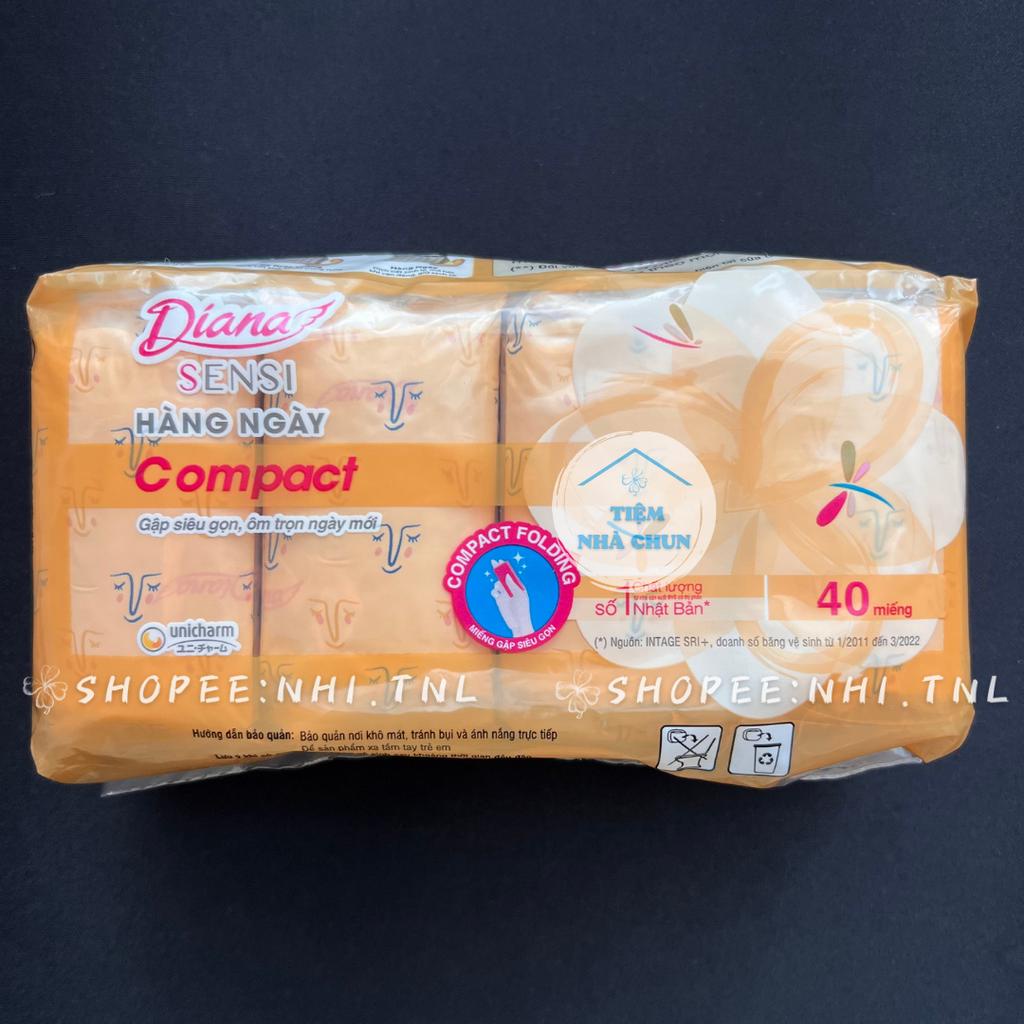 Hàng Ngày
(**)
Diana
SENSI
HÀNG NGÀY
Compact
Gập siêu gọn, ôm trọn ngày mới
COMPACT FOLDING
MIẾNG GẬP SIÊU GỌN
TIỆM
NHÀ CHUN
số 1 Chất lượng
Nhật Bản*
40 miếng
(*) Nguồn: INTAGE SRI+, doanh số băng vệ sinh từ 1/2011 đến 3/2022
unicharm
ユニ・チャーム
SHOPEE:NHI.TNL
SHOPEE:NHI.TNL
Hướng dẫn bảo quản: Bảo quản nơi khô mát, tránh bụi và ánh nắng trực tiếp
Để sản phẩm xa tầm tay trẻ em